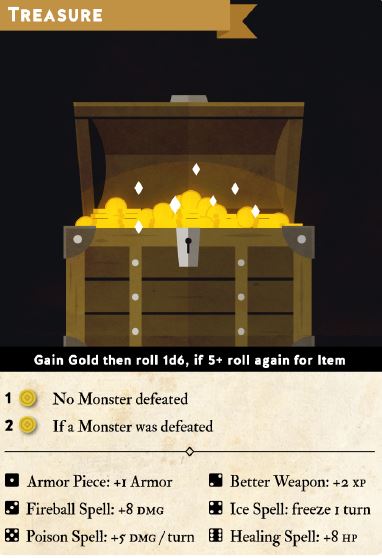 Treasure
Gain Gold then roll 1d6, if 5+ roll again for Item
1 No Monster defeated
2 If a Monster was defeated
Armor Piece: +1 Armor
Better Weapon: +2 XP
Fireball Spell: +8 DMG
Ice Spell: freeze 1 turn
Poison Spell: +5 DMG / turn
Healing Spell: +8 HP